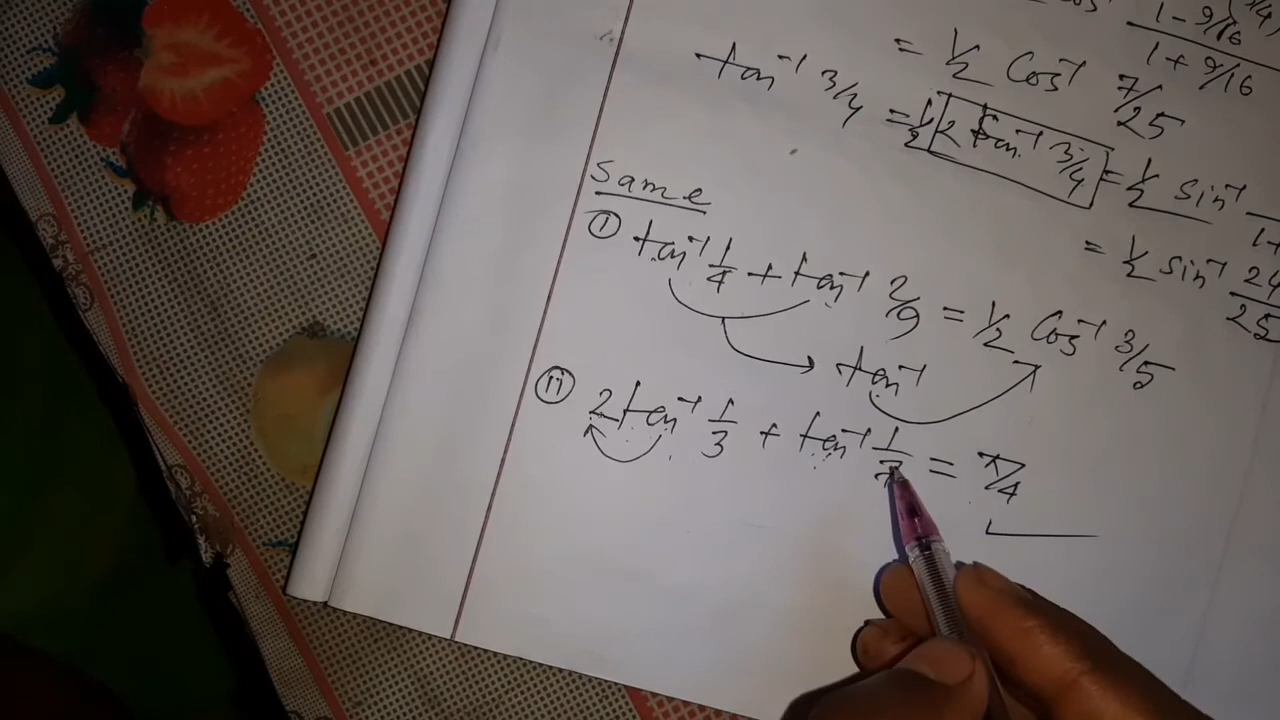 1 - 9/16
1 + 9/16
= 1/2 Cos⁻¹ 7/25
tan⁻¹ 3/4 = 1/2 2 tan⁻¹ 3/4 = 1/2 sin⁻¹
= 1/2 sin⁻¹ 24/25
Same
(i) tan⁻¹ 1/4 + tan⁻¹ 2/9 = 1/2 Cos⁻¹ 3/5
tan⁻¹
(ii) 2tan⁻¹ 1/3 + tan⁻¹ 1/7 = π/4